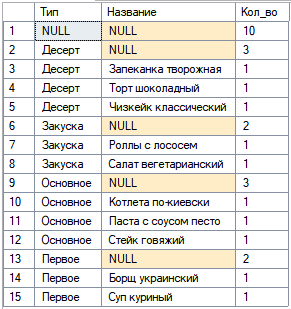 Тип Название Кол_во
1 NULL NULL 10
2 Десерт NULL 3
3 Десерт Запеканка творожная 1
4 Десерт Торт шоколадный 1
5 Десерт Чизкейк классический 1
6 Закуска NULL 2
7 Закуска Роллы с лососем 1
8 Закуска Салат вегетарианский 1
9 Основное NULL 3
10 Основное Котлета по-киевски 1
11 Основное Паста с соусом песто 1
12 Основное Стейк говяжий 1
13 Первое NULL 2
14 Первое Борщ украинский 1
15 Первое Суп куриный 1